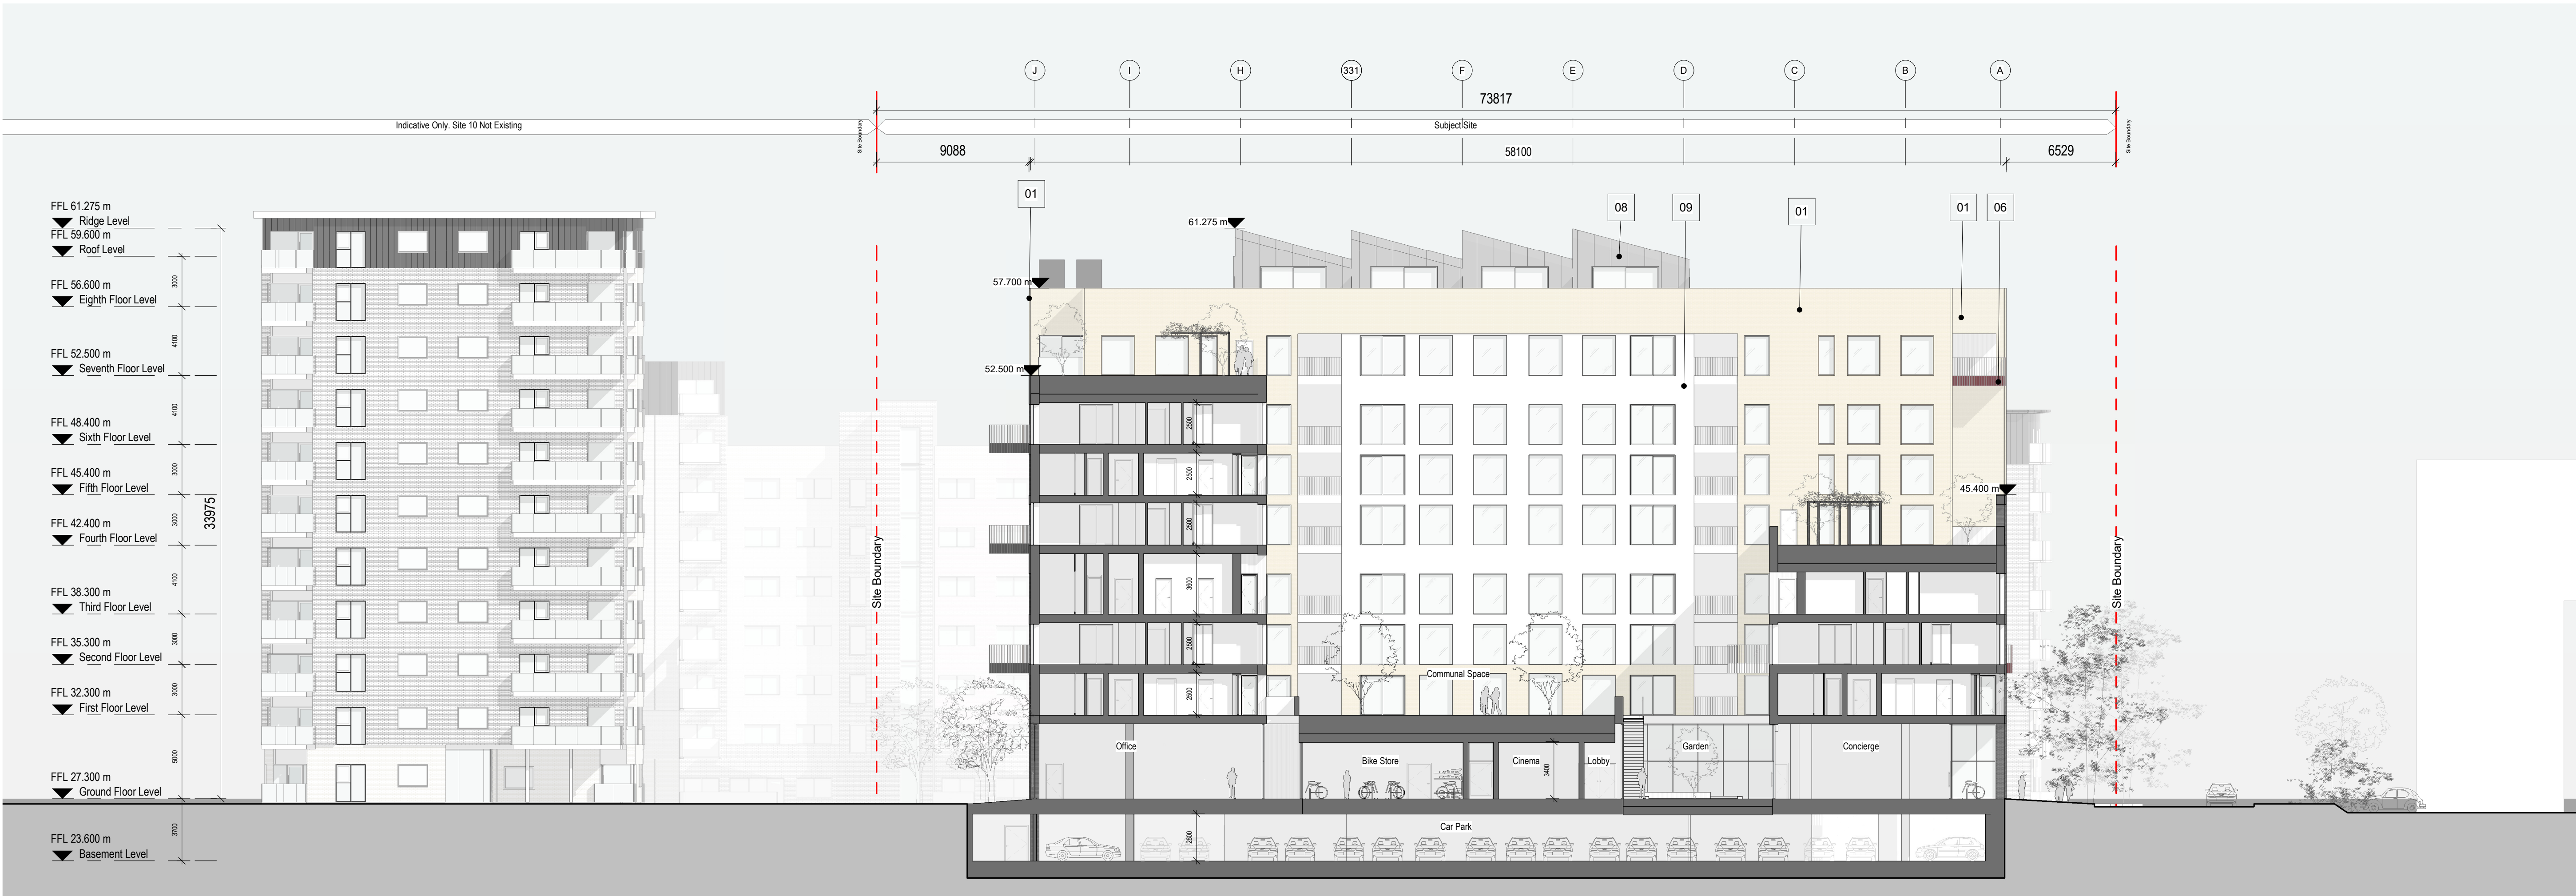 J
I
H
331
F
E
D
C
B
A
73817
Indicative Only. Site 10 Not Existing
Site Boundary
Subject Site
Site Boundary
9088
58100
6529
01
08
09
01
01
06
FFL 61.275 m
Ridge Level
FFL 59.600 m
Roof Level
FFL 56.600 m
Eighth Floor Level
FFL 52.500 m
Seventh Floor Level
FFL 48.400 m
Sixth Floor Level
FFL 45.400 m
Fifth Floor Level
FFL 42.400 m
Fourth Floor Level
FFL 38.300 m
Third Floor Level
FFL 35.300 m
Second Floor Level
FFL 32.300 m
First Floor Level
FFL 27.300 m
Ground Floor Level
FFL 23.600 m
Basement Level
3000
4100
4100
3000
3000
4100
3000
3000
5000
3700
33975
61.275 m
57.700 m
52.500 m
45.400 m
Site Boundary
Site Boundary
2500
2500
2500
3600
2500
2500
Communal Space
Office
Bike Store
Cinema
3400
Lobby
Garden
Concierge
Car Park
2800